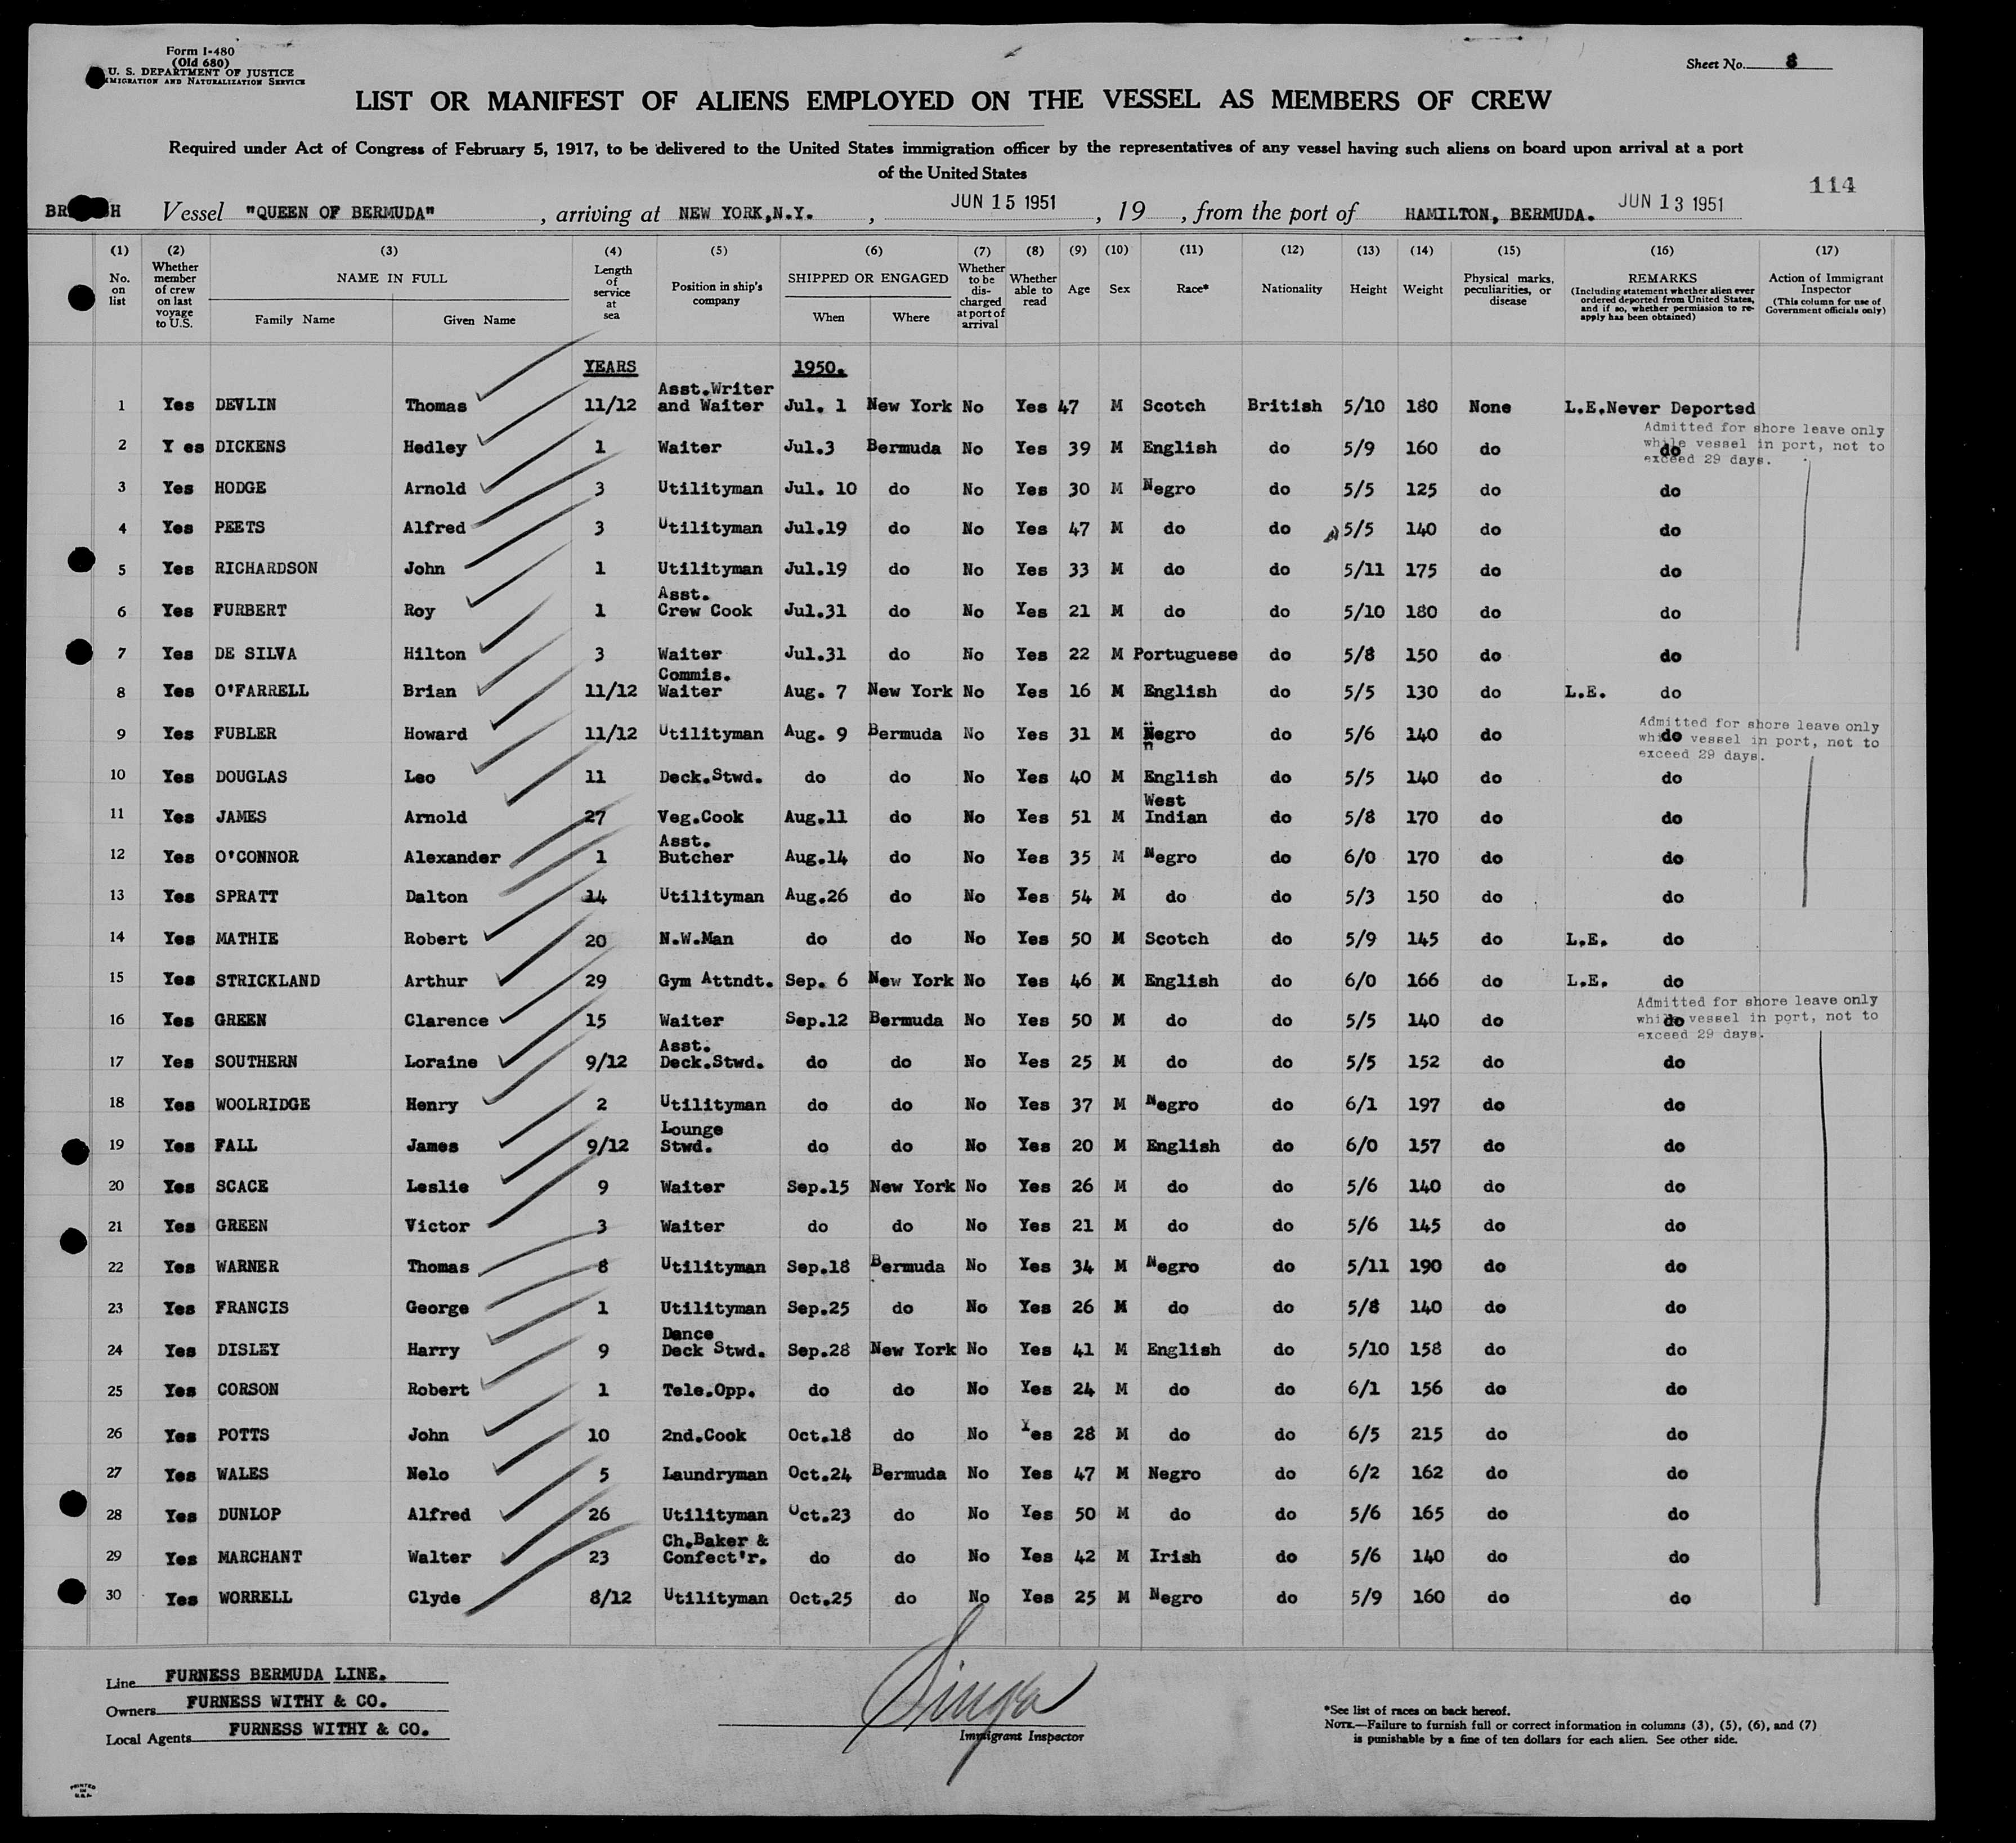 Form I-480
(Old 680)
U. S. DEPARTMENT OF JUSTICE
IMMIGRATION AND NATURALIZATION SERVICE
Sheet No. 8
LIST OR MANIFEST OF ALIENS EMPLOYED ON THE VESSEL AS MEMBERS OF CREW
Required under Act of Congress of February 5, 1917, to be delivered to the United States immigration officer by the representatives of any vessel having such aliens on board upon arrival at a port
of the United States
114
Vessel "QUEEN OF BERMUDA", arriving at NEW YORK,N.Y., JUN 15 1951, 19, from the port of HAMILTON, BERMUDA. JUN 13 1951
(1) (2) (3) (4) (5) (6) (7) (8) (9) (10) (11) (12) (13) (14) (15) (16) (17)
No. on list
Whether member of crew on last voyage to U.S.
NAME IN FULL
Family Name
Given Name
Length of service at sea
Position in ship's company
SHIPPED OR ENGAGED
When
Where
Whether to be discharged at port of arrival
Whether able to read
Age
Sex
Race*
Nationality
Height
Weight
Physical marks, peculiarities, or disease
REMARKS
(Including statement whether alien ever ordered deported from United States, and if so, whether permission to re-apply has been obtained)
Action of Immigrant Inspector
(This column for use of Government officials only)
YEARS 1950.
1 Yes DEVLIN Thomas 11/12 Asst.Writer and Waiter Jul. 1 New York No Yes 47 M Scotch British 5/10 180 None L.E.Never Deported
Admitted for shore leave only
while vessel in port, not to
exceed 29 days.
2 Y es DICKENS Hedley 1 Waiter Jul.3 Bermuda No Yes 39 M English do 5/9 160 do do
3 Yes HODGE Arnold 3 Utilityman Jul. 10 do No Yes 30 M Negro do 5/5 125 do do
4 Yes PEETS Alfred 3 Utilityman Jul.19 do No Yes 47 M do do 5/5 140 do do
5 Yes RICHARDSON John 1 Utilityman Jul.19 do No Yes 33 M do do 5/11 175 do do
6 Yes FURBERT Roy 1 Asst. Crew Cook Jul.31 do No Yes 21 M do do 5/10 180 do do
7 Yes DE SILVA Hilton 3 Waiter Jul.31 do No Yes 22 M Portuguese do 5/8 150 do do
8 Yes O'FARRELL Brian 11/12 Commis. Waiter Aug. 7 New York No Yes 16 M English do 5/5 130 do L.E. do
9 Yes FUBLER Howard 11/12 Utilityman Aug. 9 Bermuda No Yes 31 M Negro do 5/6 140 do do
Admitted for shore leave only
while vessel in port, not to
exceed 29 days.
10 Yes DOUGLAS Leo 11 Deck.Stwd. do do No Yes 40 M English do 5/5 140 do do
11 Yes JAMES Arnold 27 Veg.Cook Aug.11 do No Yes 51 M West Indian do 5/8 170 do do
12 Yes O'CONNOR Alexander 1 Asst. Butcher Aug.14 do No Yes 35 M Negro do 6/0 170 do do
13 Yes SPRATT Dalton 14 Utilityman Aug.26 do No Yes 54 M do do 5/3 150 do do
14 Yes MATHIE Robert 20 N.W.Man do do No Yes 50 M Scotch do 5/9 145 do L.E. do
15 Yes STRICKLAND Arthur 29 Gym Attndt. Sep. 6 New York No Yes 46 M English do 6/0 166 do L.E. do
16 Yes GREEN Clarence 15 Waiter Sep.12 Bermuda No Yes 50 M do do 5/5 140 do do
Admitted for shore leave only
while vessel in port, not to
exceed 29 days.
17 Yes SOUTHERN Loraine 9/12 Asst. Deck.Stwd. do do No Yes 25 M do do 5/5 152 do do
18 Yes WOOLRIDGE Henry 2 Utilityman do do No Yes 37 M Negro do 6/1 197 do do
19 Yes FALL James 9/12 Lounge Stwd. do do No Yes 20 M English do 6/0 157 do do
20 Yes SCACE Leslie 9 Waiter Sep.15 New York No Yes 26 M do do 5/6 140 do do
21 Yes GREEN Victor 3 Waiter do do No Yes 21 M do do 5/6 145 do do
22 Yes WARNER Thomas 8 Utilityman Sep.18 Bermuda No Yes 34 M Negro do 5/11 190 do do
23 Yes FRANCIS George 1 Utilityman Sep.25 do No Yes 26 M do do 5/8 140 do do
24 Yes DISLEY Harry 9 Dance Deck Stwd. Sep.28 New York No Yes 41 M English do 5/10 158 do do
25 Yes CORSON Robert 1 Tele.Opp. do do No Yes 24 M do do 6/1 156 do do
26 Yes POTTS John 10 2nd.Cook Oct.18 do No Yes 28 M do do 6/5 215 do do
27 Yes WALES Nelo 5 Laundryman Oct.24 Bermuda No Yes 47 M Negro do 6/2 162 do do
28 Yes DUNLOP Alfred 26 Utilityman Oct.23 do No Yes 50 M do do 5/6 165 do do
29 Yes MARCHANT Walter 23 Ch.Baker & Confect'r. do do No Yes 42 M Irish do 5/6 140 do do
30 Yes WORRELL Clyde 8/12 Utilityman Oct.25 do No Yes 25 M Negro do 5/9 160 do do
Line FURNESS BERMUDA LINE.
Owners FURNESS WITHY & CO.
Local Agents FURNESS WITHY & CO.
Immigrant Inspector
*See list of races on back hereof.
NOTE.—Failure to furnish full or correct information in columns (3), (5), (6), and (7)
is punishable by a fine of ten dollars for each alien. See other side.
PRINTED
IN
U.S.A.